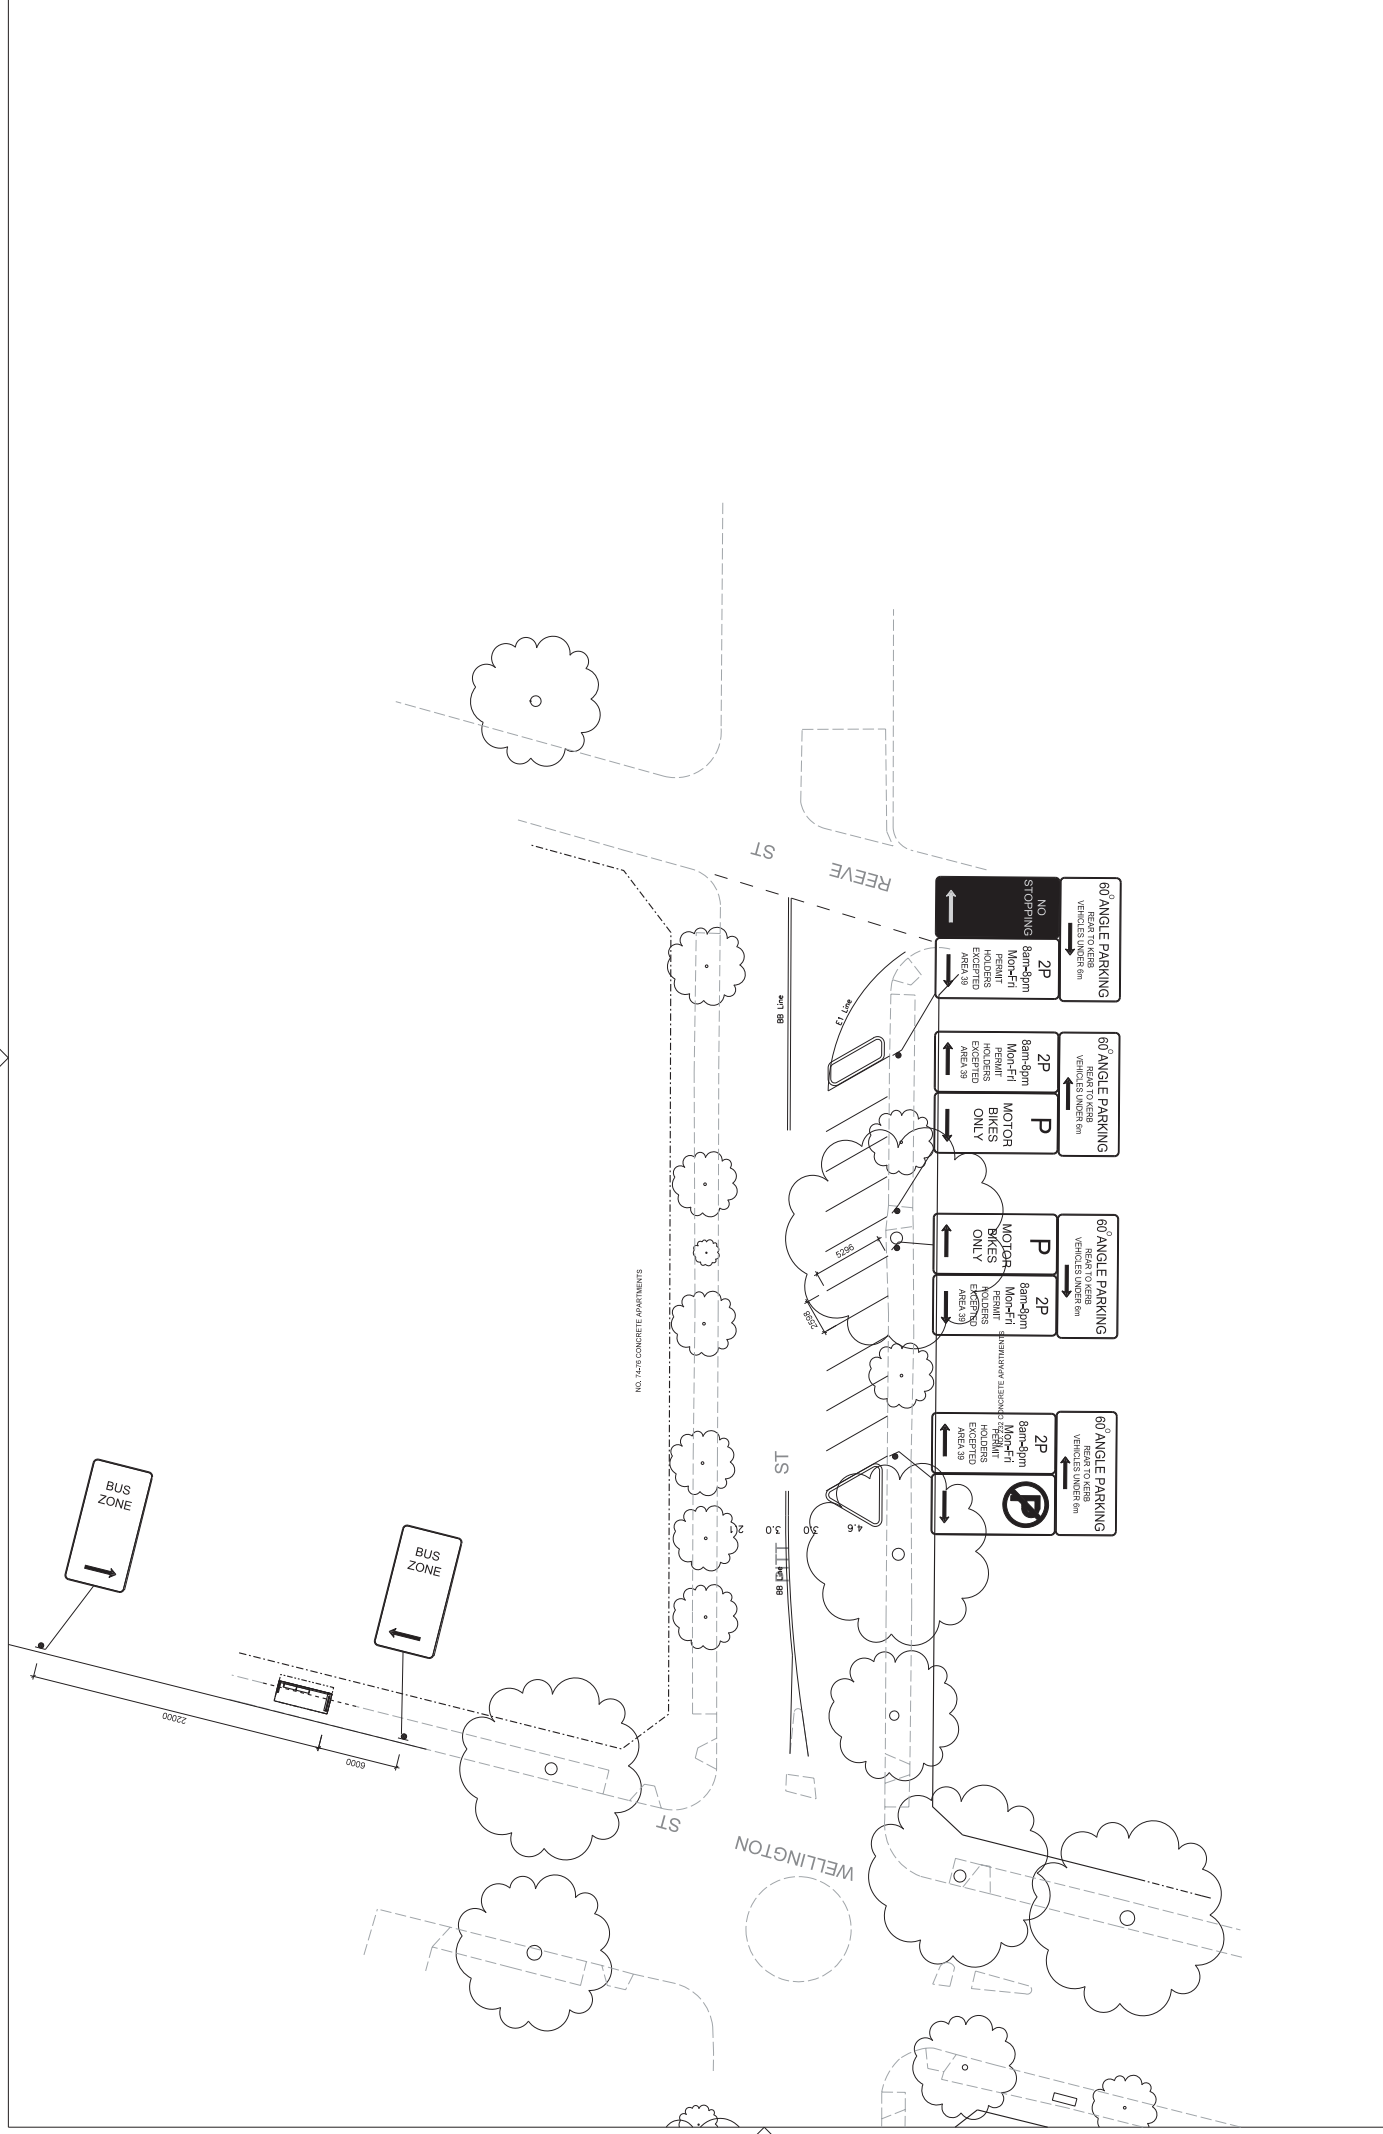 ST
REEVE
NO
STOPPING
2P
8am-8pm
Mon-Fri
PERMIT
HOLDERS
EXCEPTED
AREA 39
60° ANGLE PARKING
REAR TO KERB
VEHICLES UNDER 6m
BB Line
2P
8am-8pm
Mon-Fri
PERMIT
HOLDERS
EXCEPTED
AREA 39
P
MOTOR
BIKES
ONLY
60° ANGLE PARKING
REAR TO KERB
VEHICLES UNDER 6m
P
MOTOR
BIKES
ONLY
2P
8am-8pm
Mon-Fri
PERMIT
HOLDERS
EXCEPTED
AREA 39
60° ANGLE PARKING
REAR TO KERB
VEHICLES UNDER 6m
5296
2698
NO. 74-76 CONCRETE APARTMENTS
CONCRETE APARTMENTS
2P
8am-8pm
Mon-Fri
PERMIT
HOLDERS
EXCEPTED
AREA 39
P
60° ANGLE PARKING
REAR TO KERB
VEHICLES UNDER 6m
ST
2.1
3.0
3.0
4.6
BB Line
BUS
ZONE
BUS
ZONE
22000
6000
ST
WELLINGTON